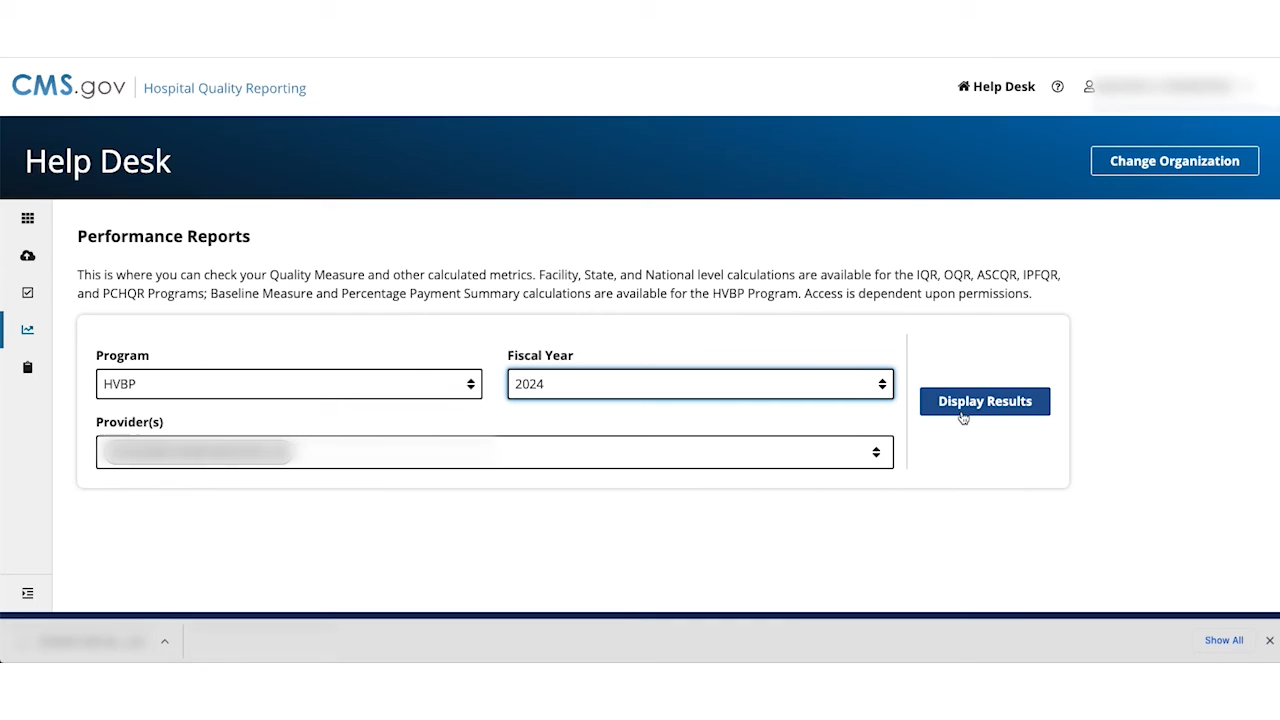 CMS.gov Hospital Quality Reporting
Help Desk
Help Desk
Change Organization
Performance Reports
This is where you can check your Quality Measure and other calculated metrics. Facility, State, and National level calculations are available for the IQR, OQR, ASCQR, IPFQR,
and PCHQR Programs; Baseline Measure and Percentage Payment Summary calculations are available for the HVBP Program. Access is dependent upon permissions.
Program
Fiscal Year
HVBP
2024
Display Results
Provider(s)
Show All